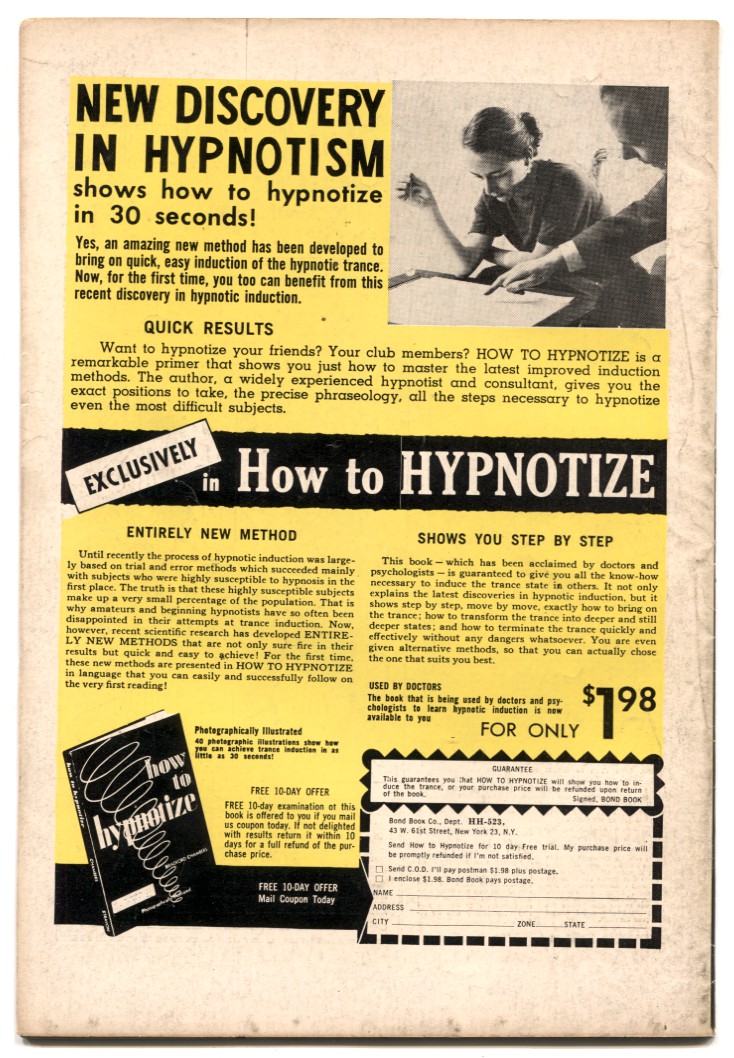 NEW DISCOVERY
IN HYPNOTISM
shows how to hypnotize
in 30 seconds!
Yes, an amazing new method has been developed to
bring on quick, easy induction of the hypnotic trance.
Now, for the first time, you too can benefit from this
recent discovery in hypnotic induction.
QUICK RESULTS
Want to hypnotize your friends? Your club members? HOW TO HYPNOTIZE is a
remarkable primer that shows you just how to master the latest improved induction
methods. The author, a widely experienced hypnotist and consultant, gives you the
exact positions to take, the precise phraseology, all the steps necessary to hypnotize
even the most difficult subjects.
EXCLUSIVELY
in How to HYPNOTIZE
ENTIRELY NEW METHOD
Until recently the process of hypnotic induction was large-
ly based on trial and error methods which succeeded mainly
with subjects who were highly susceptible to hypnosis in the
first place. The truth is that these highly susceptible subjects
make up a very small percentage of the population. That is
why amateurs and beginning hypnotists have so often been
disappointed in their attempts at trance induction. Now,
however, recent scientific research has developed ENTIRE-
LY NEW METHODS that are not only sure fire in their
results but quick and easy to achieve! For the first time,
these new methods are presented in HOW TO HYPNOTIZE
in language that you can easily and successfully follow on
the very first reading!
SHOWS YOU STEP BY STEP
This book — which has been acclaimed by doctors and
psychologists — is guaranteed to give you all the know-how
necessary to induce the trance state in others. It not only
explains the latest discoveries in hypnotic induction, but it
shows step by step, move by move, exactly how to bring on
the trance; how to transform the trance into deeper and still
deeper states; and how to terminate the trance quickly and
effectively without any dangers whatsoever. You are even
given alternative methods, so that you can actually chose
the one that suits you best.
USED BY DOCTORS
The book that is being used by doctors and psy-
chologists to learn hypnotic induction is now
available to you
FOR ONLY $1.98
how
to
hypnotize
how to hypnotize
Photographically Illustrated
40 photographic illustrations show how
you can achieve trance induction in as
little as 30 seconds!
FREE 10-DAY OFFER
FREE 10-day examination of this
book is offered to you if you mail
us coupon today. If not delighted
with results return it within 10
days for a full refund of the pur-
chase price.
FREE 10-DAY OFFER
Mail Coupon Today
GUARANTEE
This guarantees you that HOW TO HYPNOTIZE will show you how to in-
duce the trance, or your purchase price will be refunded upon return
of the book.
Signed, BOND BOOK
Bond Book Co., Dept. HH-523,
43 W. 61st Street, New York 23, N.Y.
Send How to Hypnotize for 10 day Free trial. My purchase price will
be promptly refunded if I'm not satisfied.
Send C.O.D. I'll pay postman $1.98 plus postage.
I enclose $1.98. Bond Book pays postage.
NAME
ADDRESS
CITY ZONE STATE